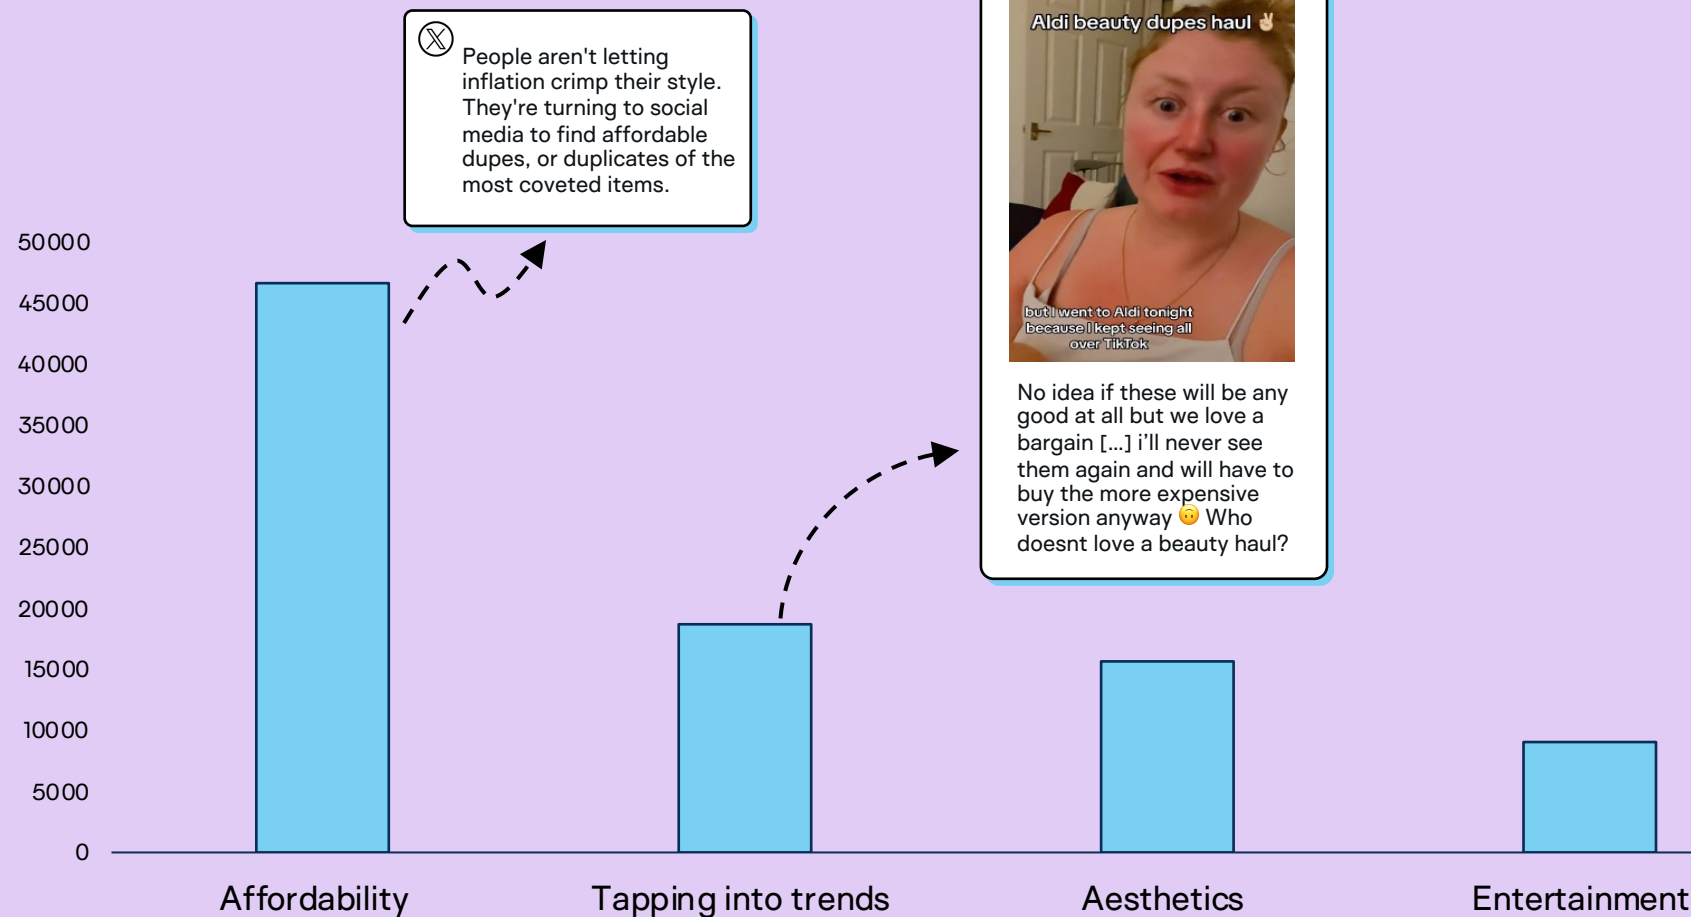 People aren't letting
inflation crimp their style.
They're turning to social
media to find affordable
dupes, or duplicates of the
most coveted items.
Aldi beauty dupes haul ✌🏻
but I went to Aldi tonight
because I kept seeing all
over TikTok
No idea if these will be any
good at all but we love a
bargain [...] i’ll never see
them again and will have to
buy the more expensive
version anyway 🙃 Who
doesnt love a beauty haul?
50000
45000
40000
35000
30000
25000
20000
15000
10000
5000
0
Affordability
Tapping into trends
Aesthetics
Entertainment